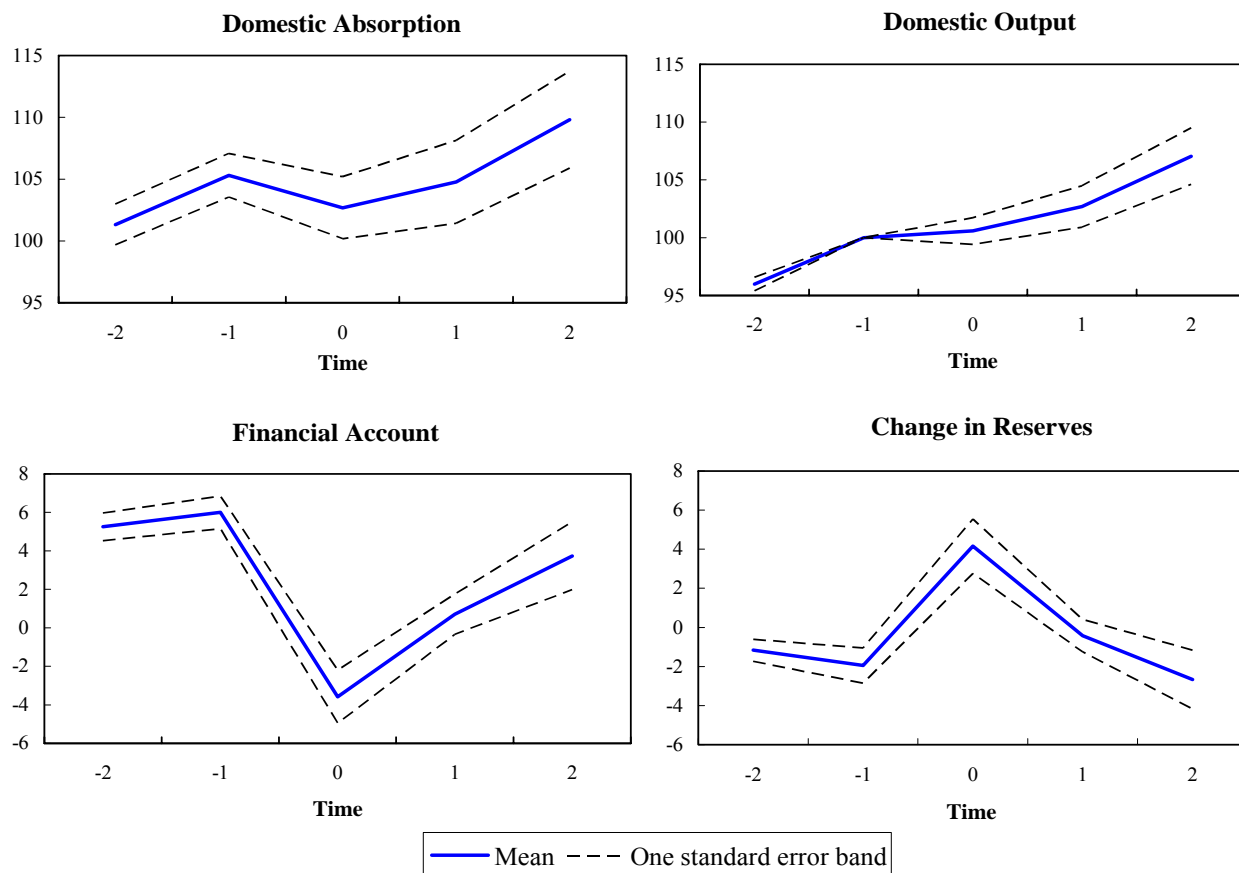 Domestic Absorption
115
110
105
100
95
-2 -1 0 1 2
Time
Domestic Output
115
110
105
100
95
-2 -1 0 1 2
Time
Financial Account
8
6
4
2
0
-2
-4
-6
-2 -1 0 1 2
Time
Change in Reserves
8
6
4
2
0
-2
-4
-6
-2 -1 0 1 2
Time
Mean One standard error band